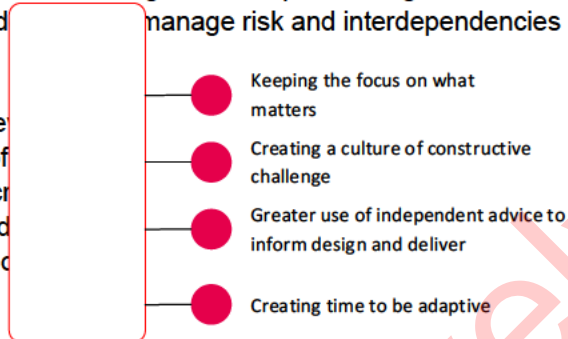 manage risk and interdependencies
Keeping the focus on what
matters
Creating a culture of constructive
challenge
Greater use of independent advice to
inform design and deliver
Creating time to be adaptive